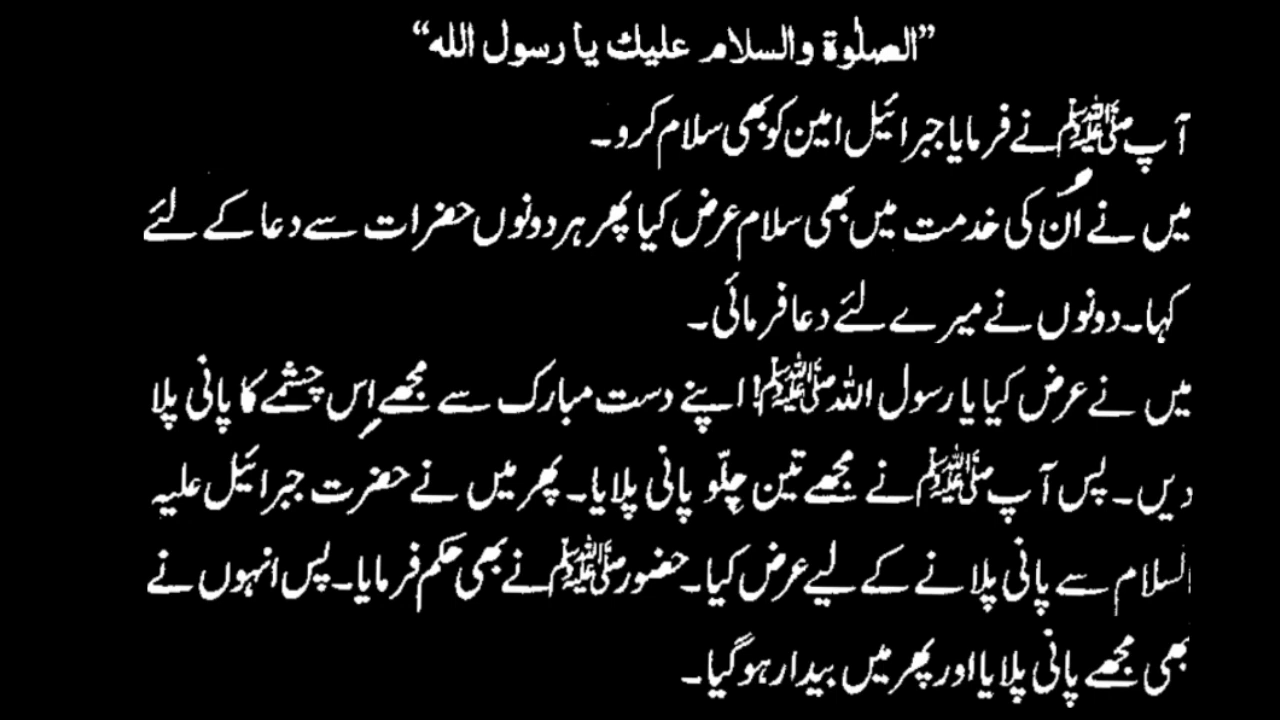 ”الصلوٰۃ والسلام علیك یا رسول الله“
آپ ﷺ نے فرمایا جبرائیل امین کو بھی سلام کرو۔
میں نے اُن کی خدمت میں بھی سلام عرض کیا پھر ہر دونوں حضرات سے دعا کے لئے
کہا۔ دونوں نے میرے لئے دعا فرمائی۔
میں نے عرض کیا یا رسول اللہ ﷺ! اپنے دست مبارک سے مجھے اِس چشمے کا پانی پلا
دیں۔ پس آپ ﷺ نے مجھے تین چلّو پانی پلایا۔ پھر میں نے حضرت جبرائیل علیہ
السلام سے پانی پلانے کے لیے عرض کیا۔ حضور ﷺ نے بھی حکم فرمایا۔ پس انہوں نے
بھی مجھے پانی پلایا اور پھر میں بیدار ہو گیا۔